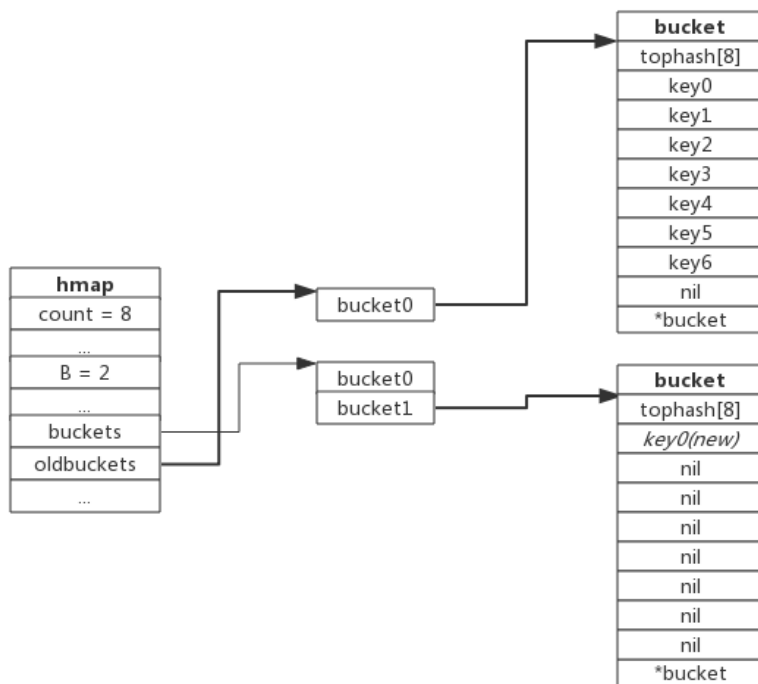 hmap
count = 8
...
B = 2
...
buckets
oldbuckets
...
bucket0
bucket0
bucket1
bucket
tophash[8]
key0
key1
key2
key3
key4
key5
key6
nil
*bucket
bucket
tophash[8]
key0(new)
nil
nil
nil
nil
nil
nil
nil
*bucket